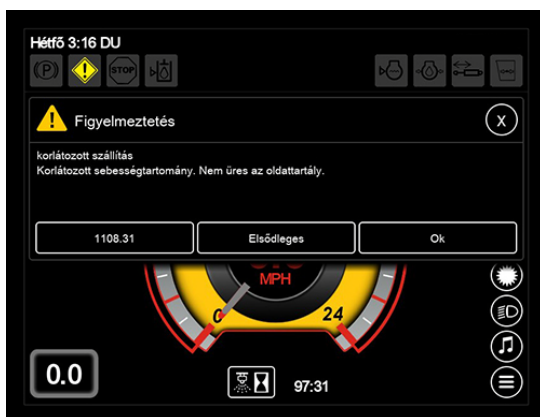 Hétfő 3:16 DU
(P) STOP
Figyelmeztetés
X
korlátozott szállítás
Korlátozott sebességtartomány. Nem üres az oldattartály.
1108.31 Elsődleges Ok
MPH
0 24
0.0
97:31